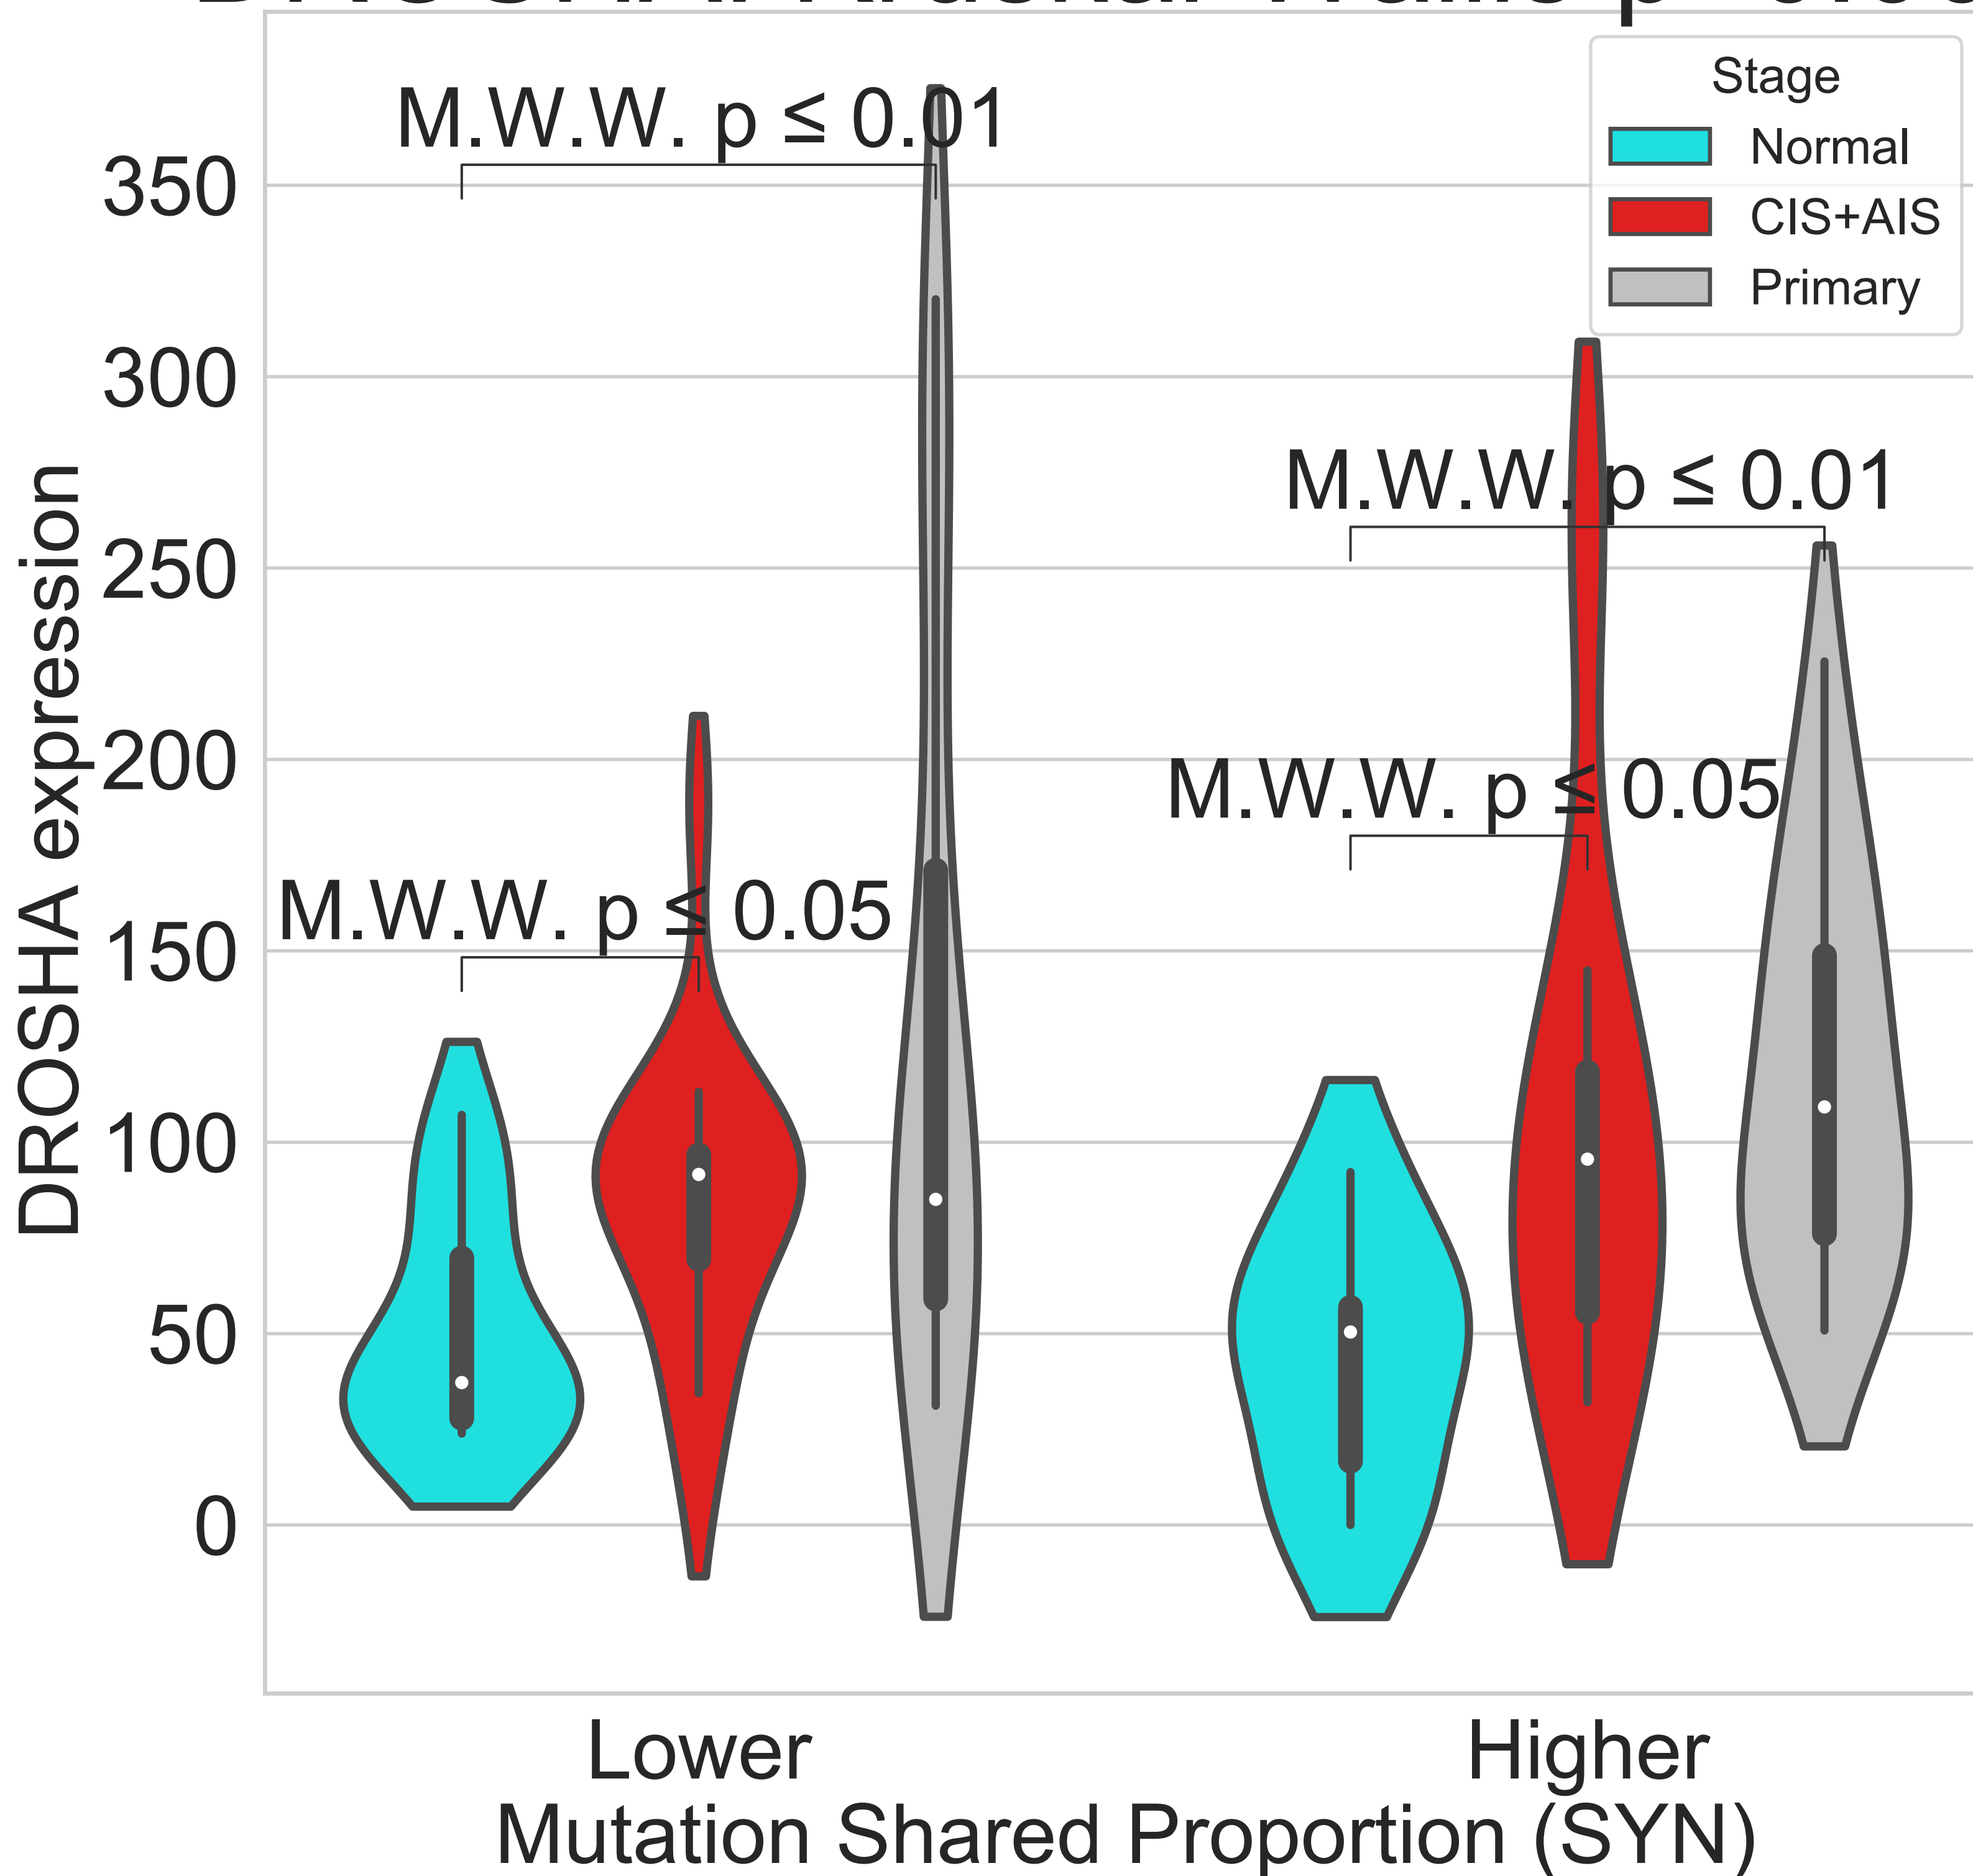 Stage
Normal
CIS+AIS
Primary
M.W.W. p ≤ 0.01
M.W.W. p ≤ 0.01
M.W.W. p ≤ 0.05
M.W.W. p ≤ 0.05
350
300
250
200
150
100
50
0
DROSHA expression
Lower
Higher
Mutation Shared Proportion (SYN)